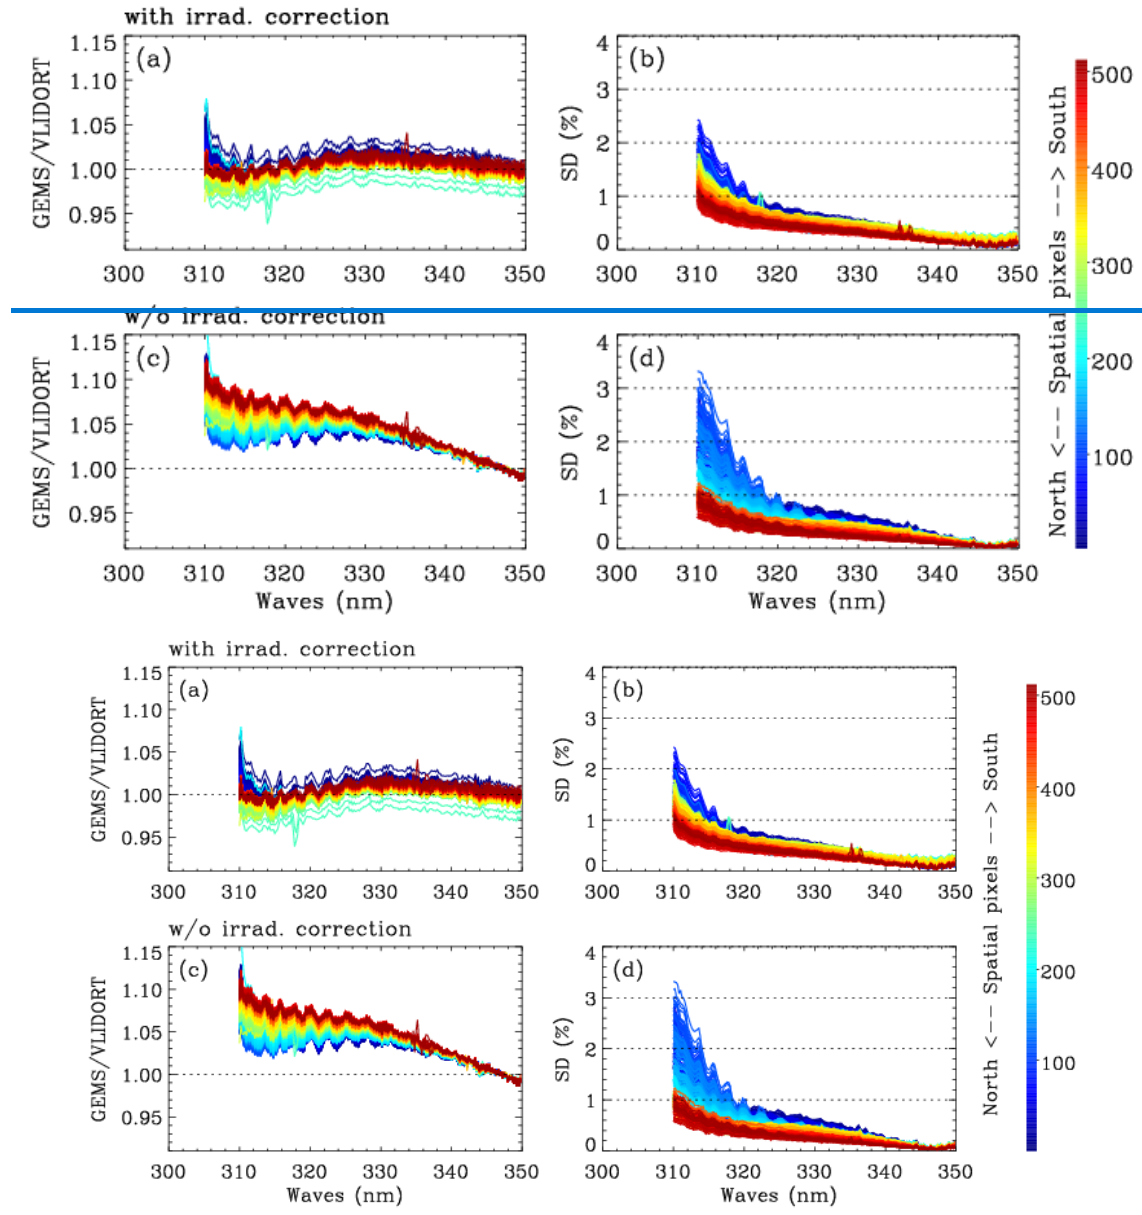 with irrad. correction
(a)
1.15
1.10
1.05
1.00
0.95
GEMS/VLIDORT
300 310 320 330 340 350
(b)
4
3
2
1
0
SD (%)
300 310 320 330 340 350
w/o irrad. correction
(c)
1.15
1.10
1.05
1.00
0.95
GEMS/VLIDORT
300 310 320 330 340 350
Waves (nm)
(d)
4
3
2
1
0
SD (%)
300 310 320 330 340 350
Waves (nm)
North <-- Spatial pixels --> South
500
400
300
200
100
with irrad. correction
(a)
1.15
1.10
1.05
1.00
0.95
GEMS/VLIDORT
300 310 320 330 340 350
(b)
4
3
2
1
0
SD (%)
300 310 320 330 340 350
w/o irrad. correction
(c)
1.15
1.10
1.05
1.00
0.95
GEMS/VLIDORT
300 310 320 330 340 350
Waves (nm)
(d)
4
3
2
1
0
SD (%)
300 310 320 330 340 350
Waves (nm)
North <-- Spatial pixels --> South
500
400
300
200
100